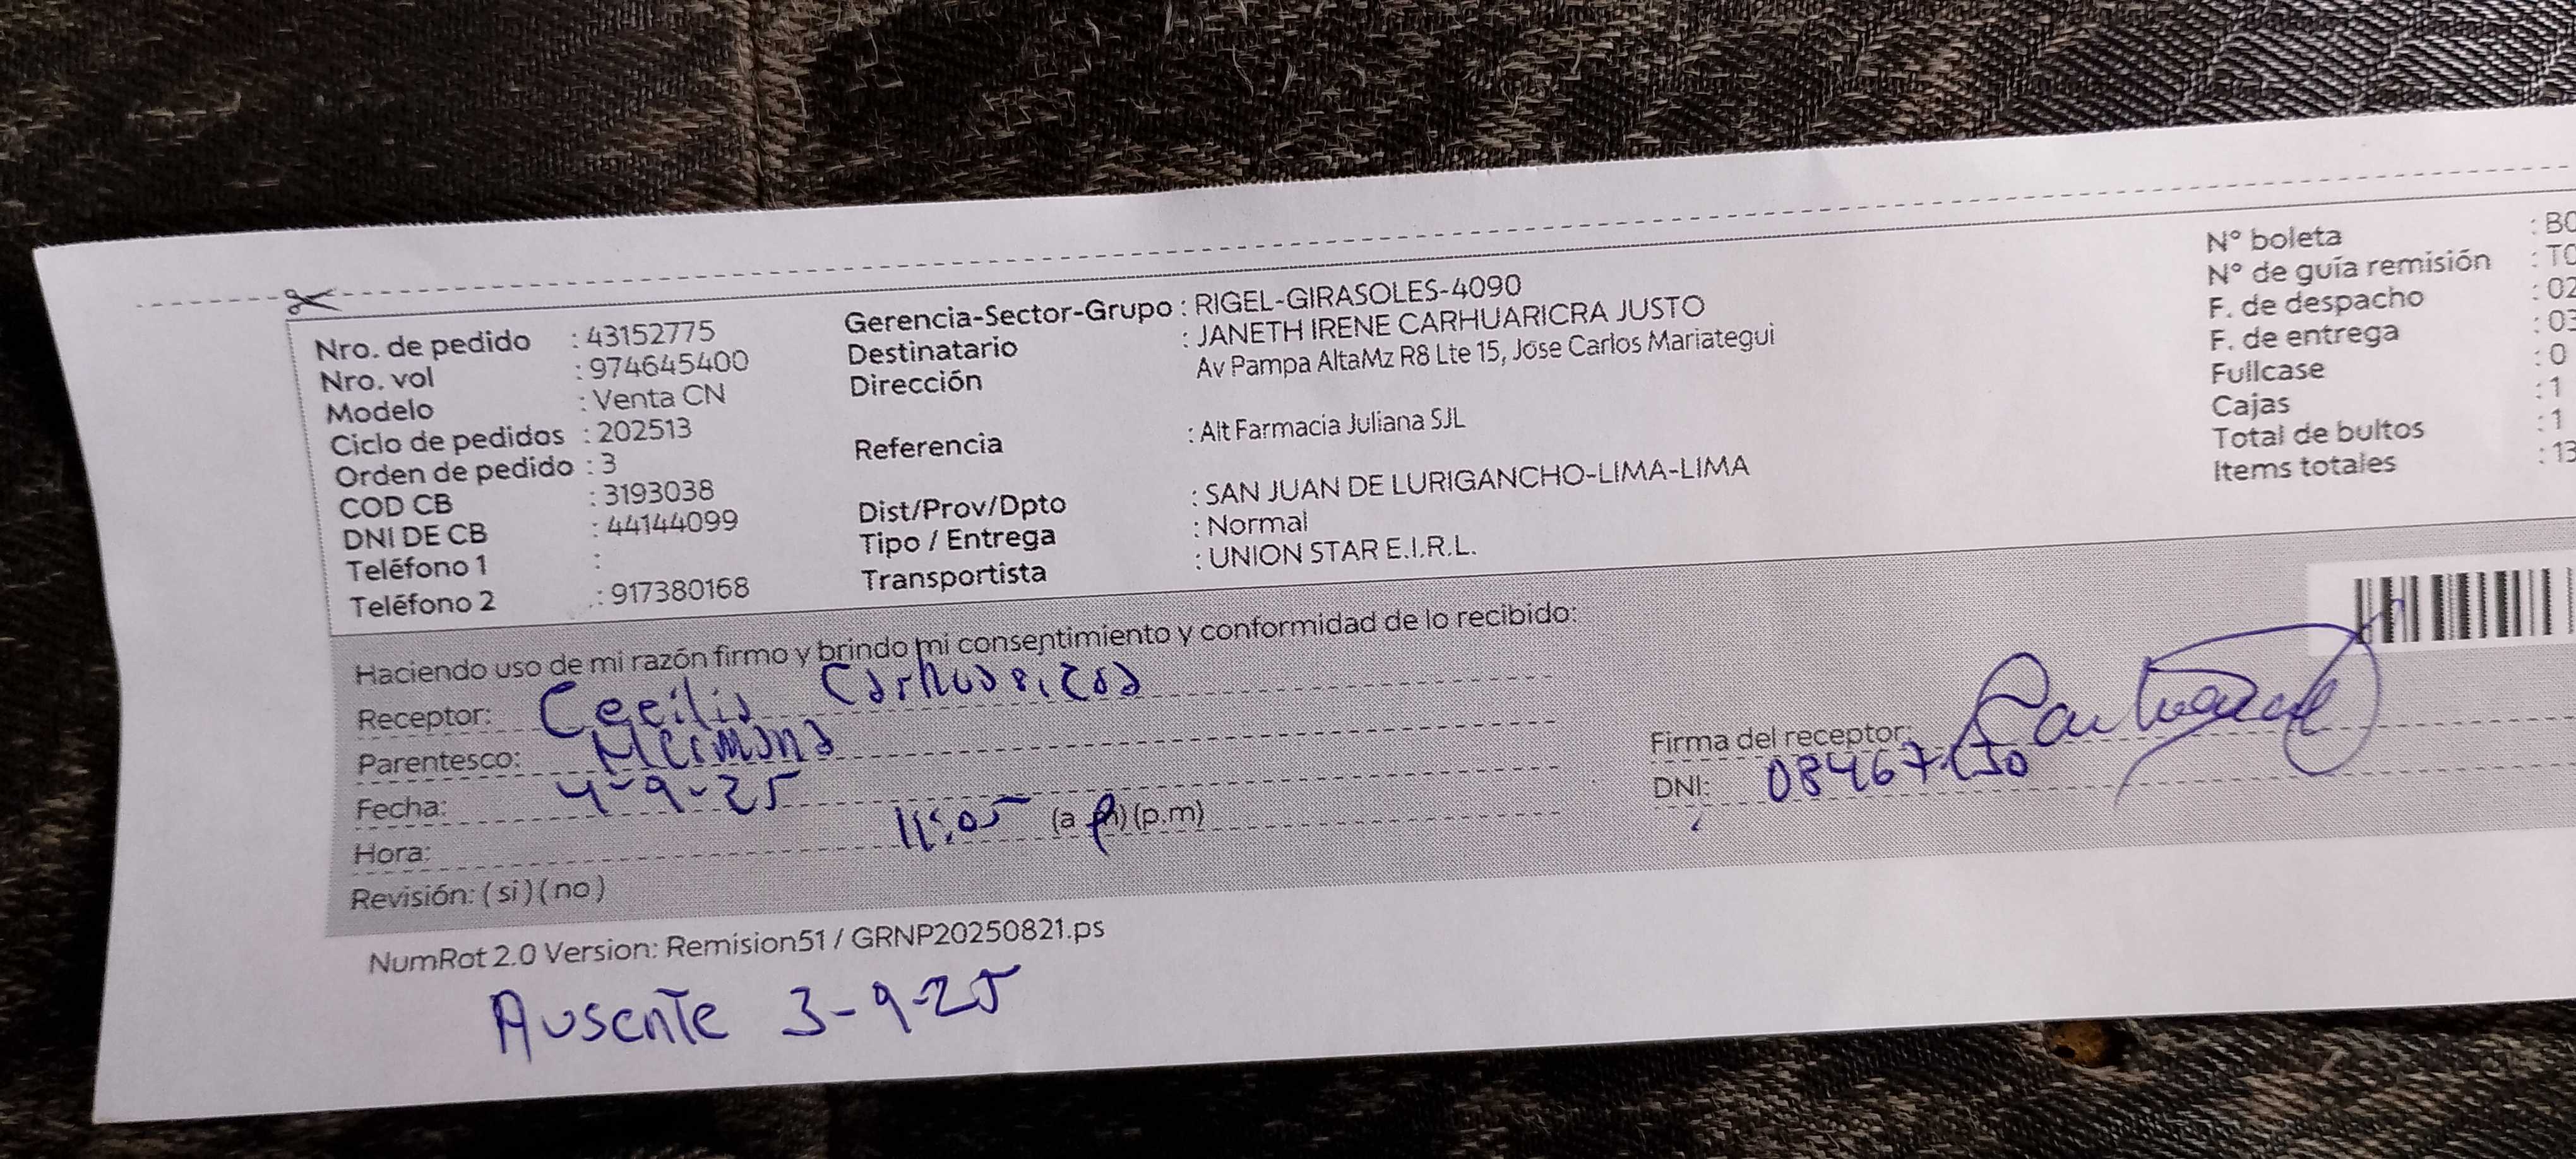 Nro. de pedido : 43152775
Nro. vol : 974645400
Modelo : Venta CN
Ciclo de pedidos : 202513
Orden de pedido : 3
COD CB : 3193038
DNI DE CB : 44144099
Teléfono 1 :
Teléfono 2 : 917380168
Gerencia-Sector-Grupo : RIGEL-GIRASOLES-4090
Destinatario : JANETH IRENE CARHUARICRA JUSTO
Dirección Av Pampa AltaMz R8 Lte 15, Jose Carlos Mariategui
Referencia : Alt Farmacia Juliana SJL
Dist/Prov/Dpto : SAN JUAN DE LURIGANCHO-LIMA-LIMA
Tipo / Entrega : Normal
Transportista : UNION STAR E.I.R.L.
N° boleta : B0
N° de guía remisión : T0
F. de despacho : 02
F. de entrega : 03
Fullcase : 0
Cajas : 1
Total de bultos : 1
Items totales : 13
Haciendo uso de mi razón firmo y brindo mi consentimiento y conformidad de lo recibido:
Receptor: Cecilia Carhuaricra
Parentesco: Hermana
Fecha: 4-9-25
Hora: 11:05 (a m) (p.m)
Revisión: (si) (no)
Firma del receptor:
DNI:
NumRot 2.0 Version: Remision51 / GRNP20250821.ps
Ausente 3-9-25